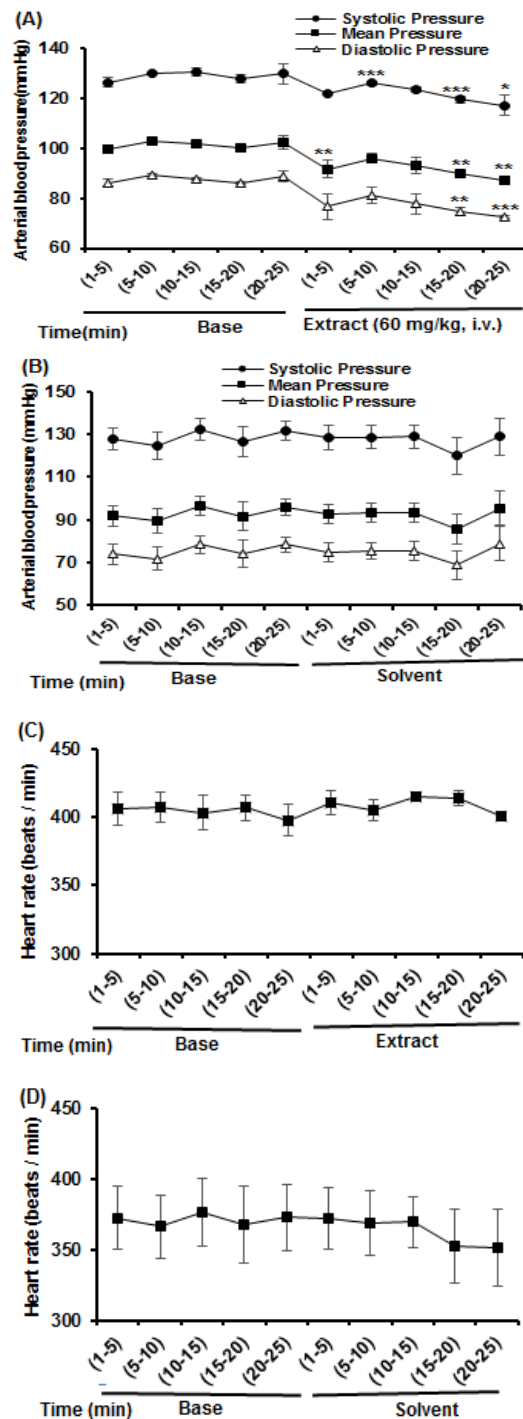 (A)
Systolic Pressure
Mean Pressure
Diastolic Pressure
Arterial blood pressure(mmHg)
140
120
100
80
60
*** *** *
** ** **
** ***
(1-5) (5-10) (10-15) (15-20) (20-25) (1-5) (5-10) (10-15) (15-20) (20-25)
Time(min) Base Extract (60 mg/kg, i.v.)
(B)
Systolic Pressure
Mean Pressure
Diastolic Pressure
Arterial blood pressure (mmHg)
150
130
110
90
70
50
(1-5) (5-10) (10-15) (15-20) (20-25) (1-5) (5-10) (10-15) (15-20) (20-25)
Time (min) Base Solvent
(C)
Heart rate (beats / min)
450
400
350
300
(1-5) (5-10) (10-15) (15-20) (20-25) (1-5) (5-10) (10-15) (15-20) (20-25)
Time (min) Base Extract
(D)
Heart rate (beats / min)
450
400
350
300
(1-5) (5-10) (10-15) (15-20) (20-25) (1-5) (5-10) (10-15) (15-20) (20-25)
Time (min) Base Solvent